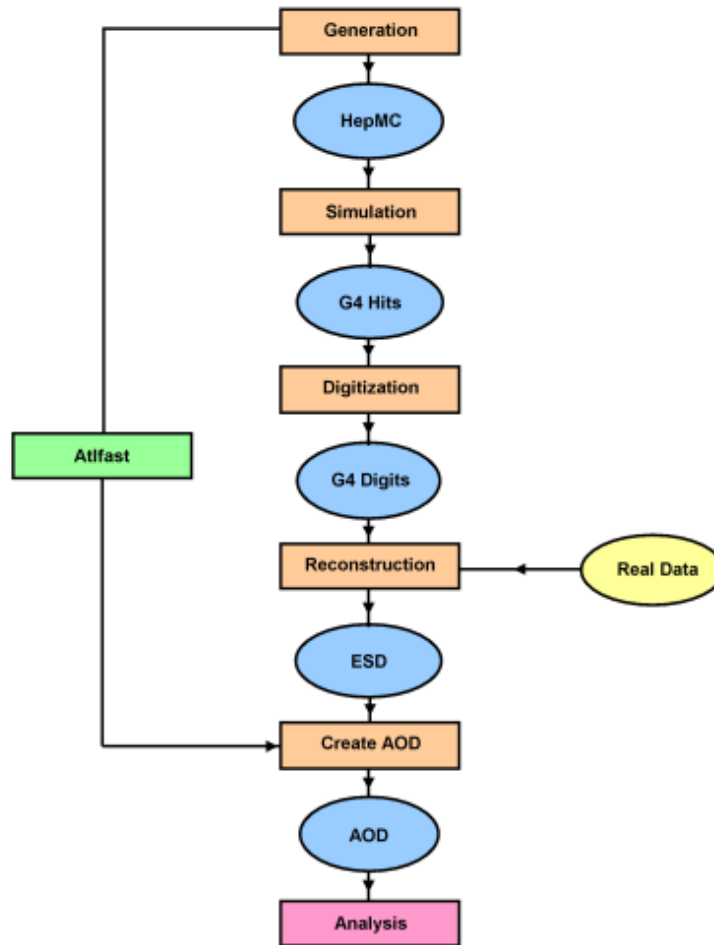 Generation
HepMC
Simulation
G4 Hits
Digitization
Atlfast
G4 Digits
Reconstruction
Real Data
ESD
Create AOD
AOD
Analysis